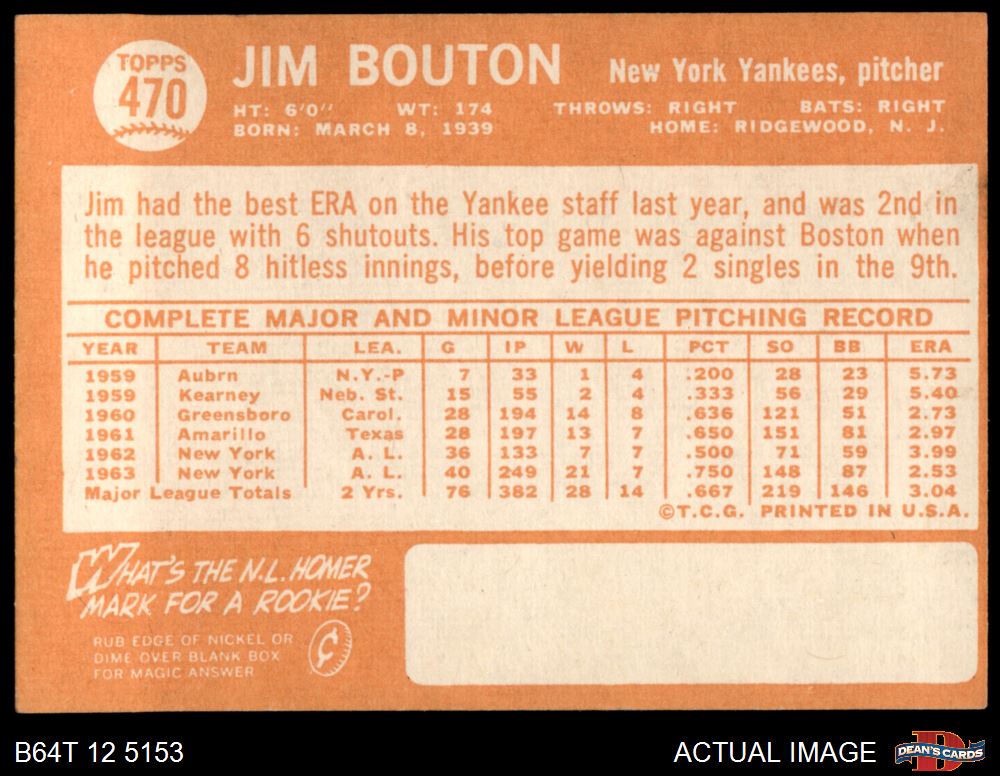 TOPPS
470
JIM BOUTON
New York Yankees, pitcher
HT: 6'0" WT: 174 THROWS: RIGHT BATS: RIGHT
BORN: MARCH 8, 1939 HOME: RIDGEWOOD, N. J.
Jim had the best ERA on the Yankee staff last year, and was 2nd in
the league with 6 shutouts. His top game was against Boston when
he pitched 8 hitless innings, before yielding 2 singles in the 9th.
COMPLETE MAJOR AND MINOR LEAGUE PITCHING RECORD
YEAR TEAM LEA. G IP W L PCT SO BB ERA
1959 Aubrn N.Y.-P 7 33 1 4 .200 28 23 5.73
1959 Kearney Neb. St. 15 55 2 4 .333 56 29 5.40
1960 Greensboro Carol. 28 194 14 8 .636 121 51 2.73
1961 Amarillo Texas 28 197 13 7 .650 151 81 2.97
1962 New York A. L. 36 133 7 7 .500 71 59 3.99
1963 New York A. L. 40 249 21 7 .750 148 87 2.53
Major League Totals 2 Yrs. 76 382 28 14 .667 219 146 3.04
©T.C.G. PRINTED IN U.S.A.
WHAT'S THE N.L. HOMER
MARK FOR A ROOKIE?
RUB EDGE OF NICKEL OR
DIME OVER BLANK BOX
FOR MAGIC ANSWER
¢
B64T 12 5153
ACTUAL IMAGE
D
DEAN'S CARDS